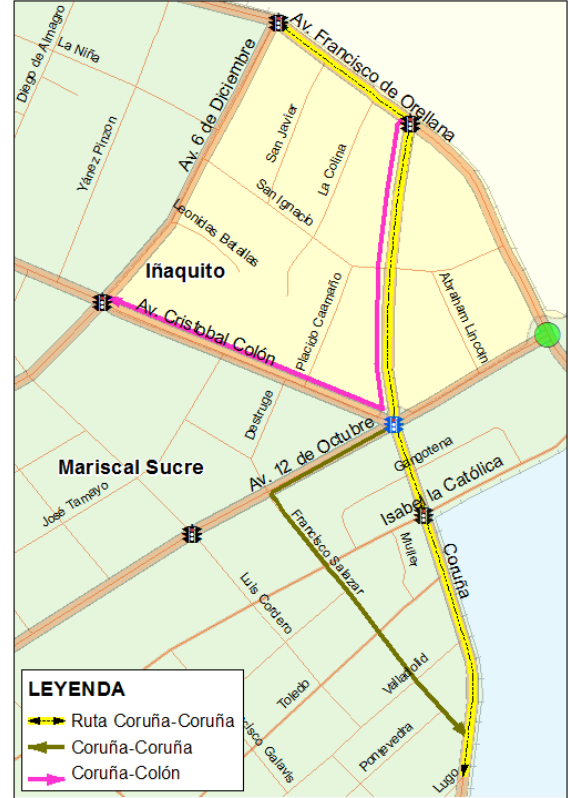 Av. Francisco de Orellana
Diego de Almagro
La Niña
Av. 6 de Diciembre
San Javier
La Colina
Yánez Pinzon
San Ignacio
Leonidas Batallas
Iñaquito
Abraham Lincoln
Placido Caamaño
Av. Cristobal Colón
Destruge
Av. 12 de Octubre
Gangotena
Mariscal Sucre
Isabel la Católica
José Tamayo
Francisco Salazar
Muller
Coruña
Luis Cordero
Valladolid
Toledo
Galavis
Pontevedra
Lugo
LEYENDA
Ruta Coruña-Coruña
Coruña-Coruña
Coruña-Colón